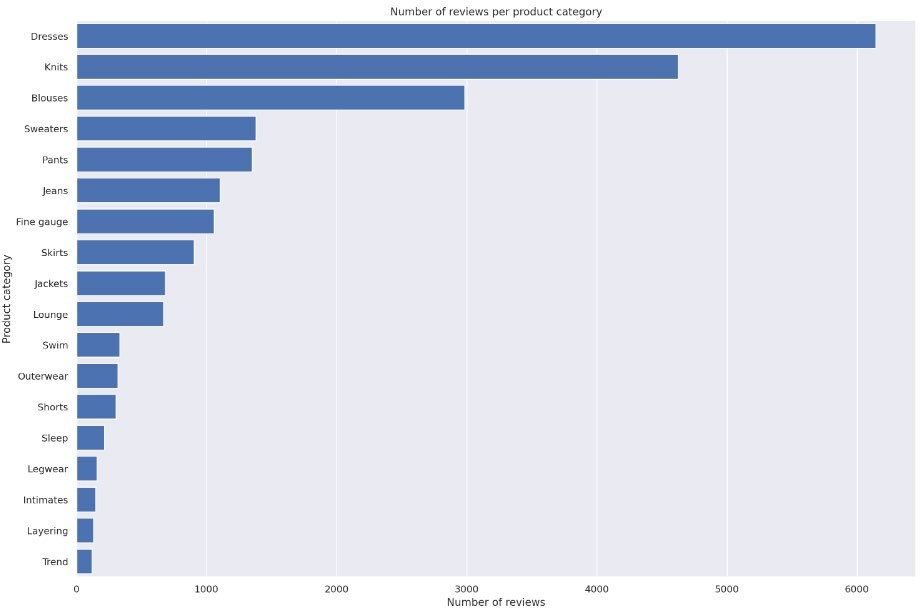 Number of reviews per product category
Product category
Dresses
Knits
Blouses
Sweaters
Pants
Jeans
Fine gauge
Skirts
Jackets
Lounge
Swim
Outerwear
Shorts
Sleep
Legwear
Intimates
Layering
Trend
0 1000 2000 3000 4000 5000 6000
Number of reviews